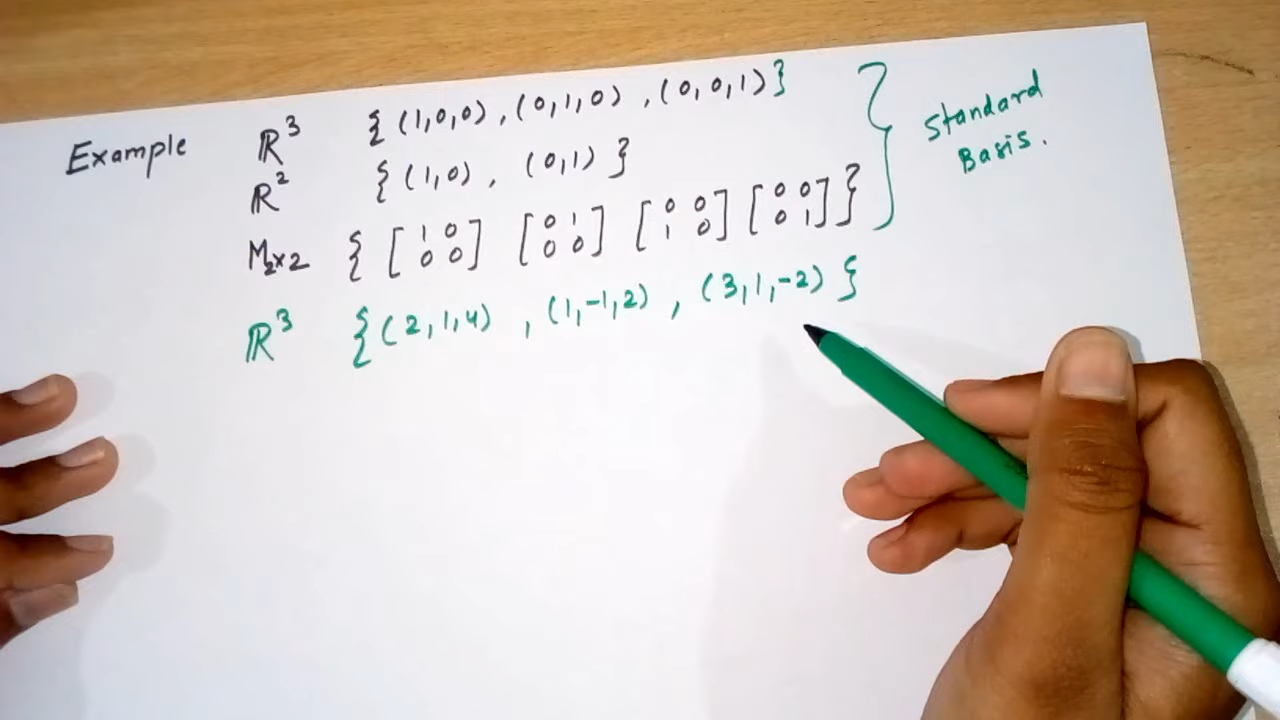 Example ℝ³ {(1,0,0), (0,1,0), (0,0,1)}
ℝ² {(1,0), (0,1)}
M₂ₓ₂ { [1 0; 0 0] [0 1; 0 0] [0 0; 1 0] [0 0; 0 1] }
} Standard Basis.
ℝ³ {(2,1,4), (1,-1,2), (3,1,-2)}